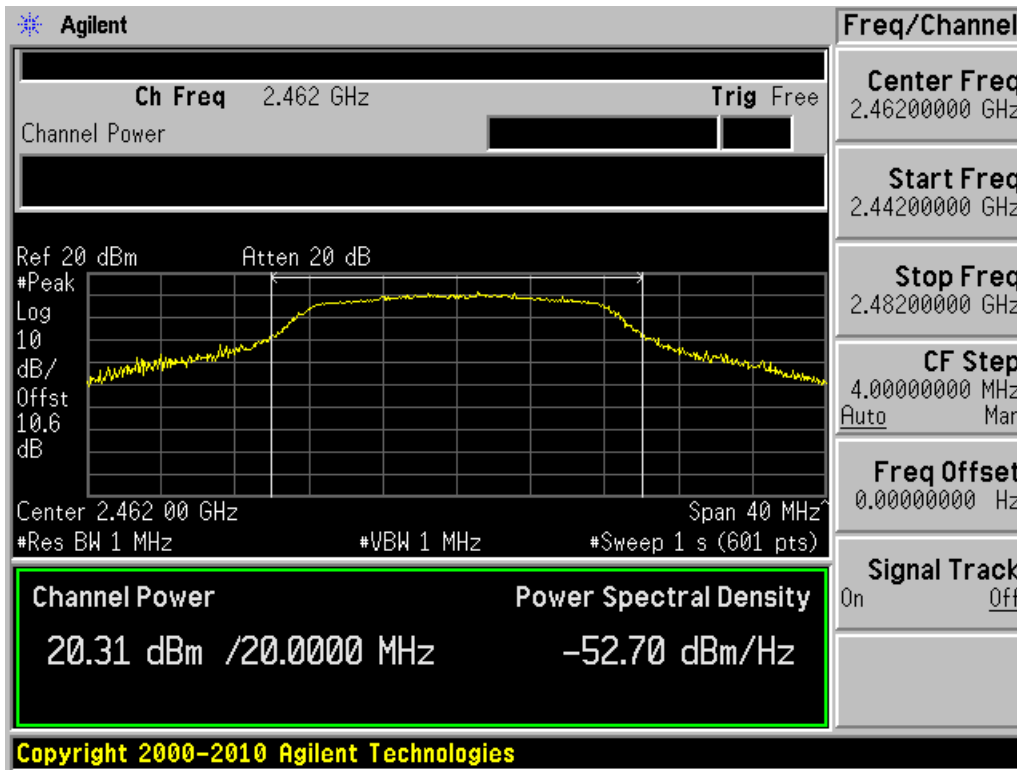 Agilent
Freq/Channel
Ch Freq 2.462 GHz
Trig Free
Channel Power
Center Freq
2.46200000 GHz
Start Freq
2.44200000 GHz
Stop Freq
2.48200000 GHz
CF Step
4.00000000 MHz
Auto Man
Freq Offset
0.00000000 Hz
Signal Track
On Off
Ref 20 dBm
Atten 20 dB
#Peak
Log
10
dB/
Offst
10.6
dB
Center 2.462 00 GHz
Span 40 MHz^
#Res BW 1 MHz
#VBW 1 MHz
#Sweep 1 s (601 pts)
Channel Power
Power Spectral Density
20.31 dBm /20.0000 MHz
-52.70 dBm/Hz
Copyright 2000-2010 Agilent Technologies